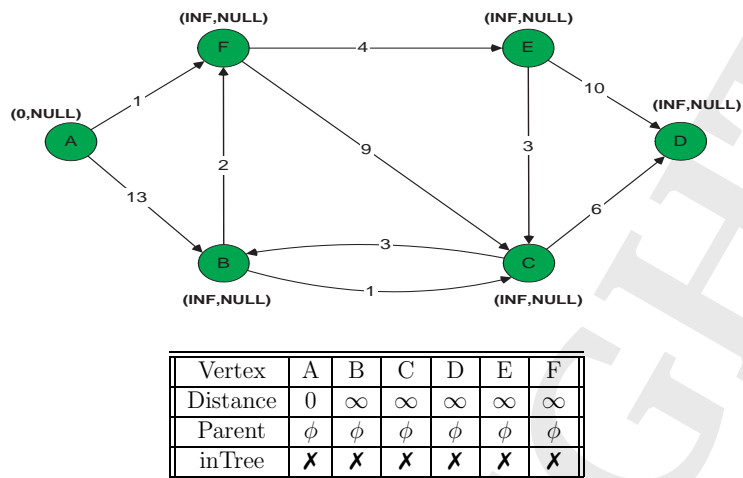 (INF,NULL) (INF,NULL)
F 4 E
1 10
(0,NULL) (INF,NULL)
A 2 9 3 D
13 6
3
B C
1
(INF,NULL) (INF,NULL)
Vertex A B C D E F
Distance 0 ∞ ∞ ∞ ∞ ∞
Parent ϕ ϕ ϕ ϕ ϕ ϕ
inTree ✗ ✗ ✗ ✗ ✗ ✗